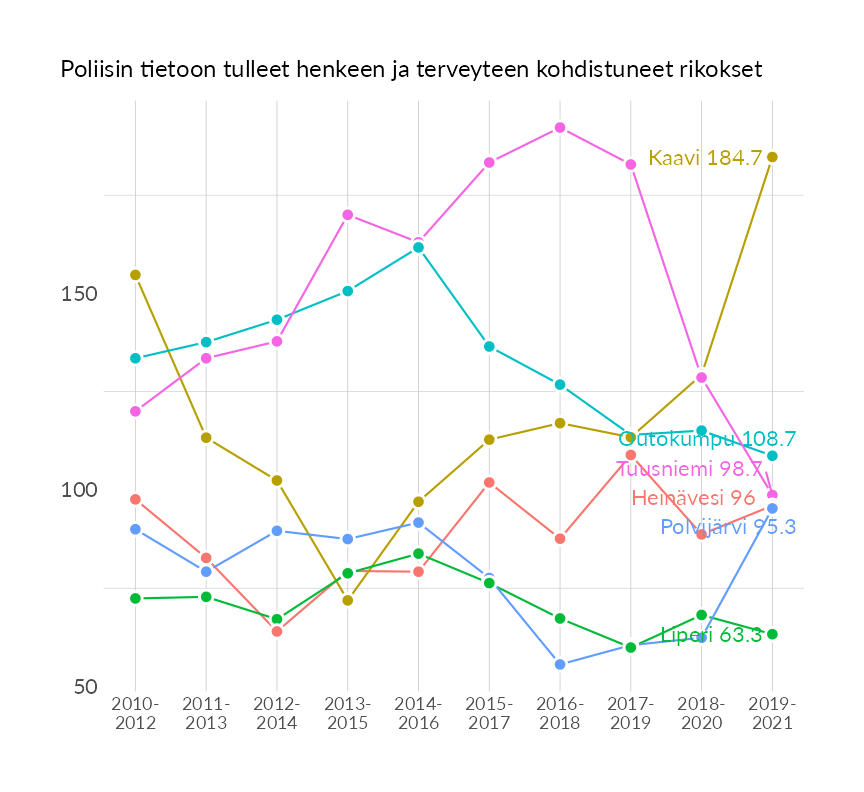 Poliisin tietoon tulleet henkeen ja terveyteen kohdistuneet rikokset
Kaavi 184.7
150
Outokumpu 108.7
Tuusniemi 98.7
100
Heinävesi 96
Polvijärvi 95.3
Liperi 63.3
50
2010- 2011- 2012- 2013- 2014- 2015- 2016- 2017- 2018- 2019-
2012 2013 2014 2015 2016 2017 2018 2019 2020 2021